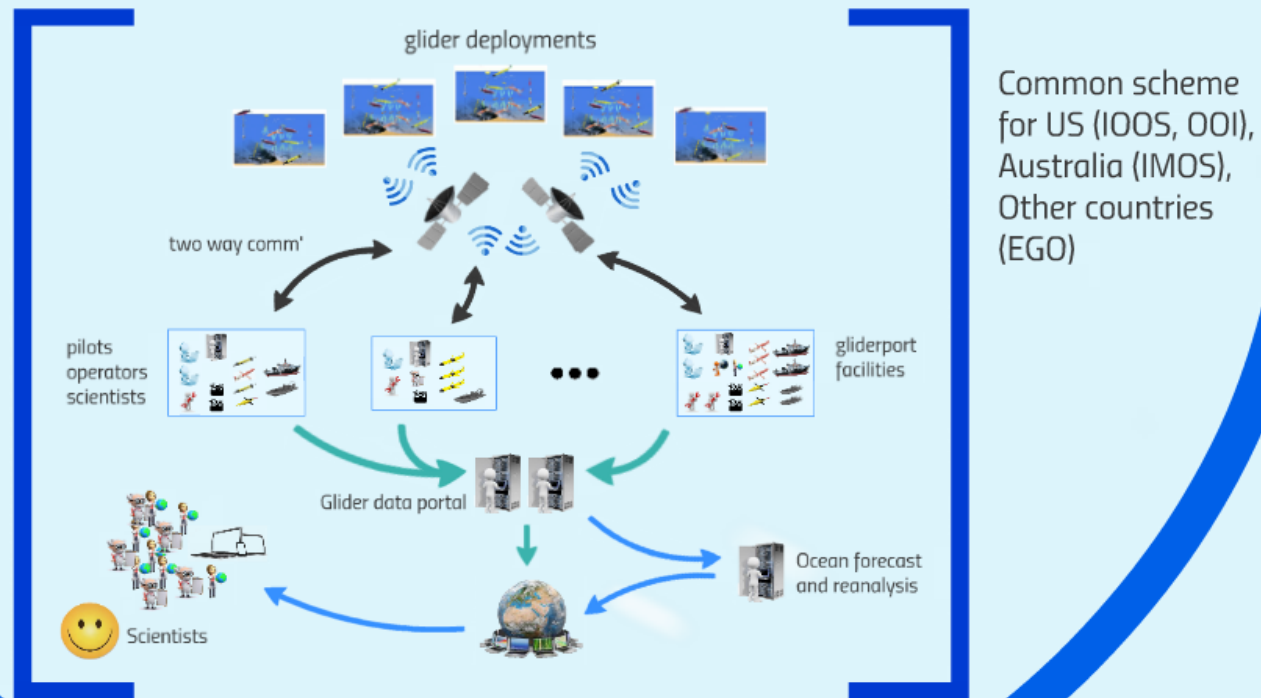 glider deployments
Common scheme
for US (IOOS, OOI),
Australia (IMOS),
Other countries
(EGO)
two way comm'
pilots
operators
scientists
gliderport
facilities
Glider data portal
Ocean forecast
and reanalysis
Scientists